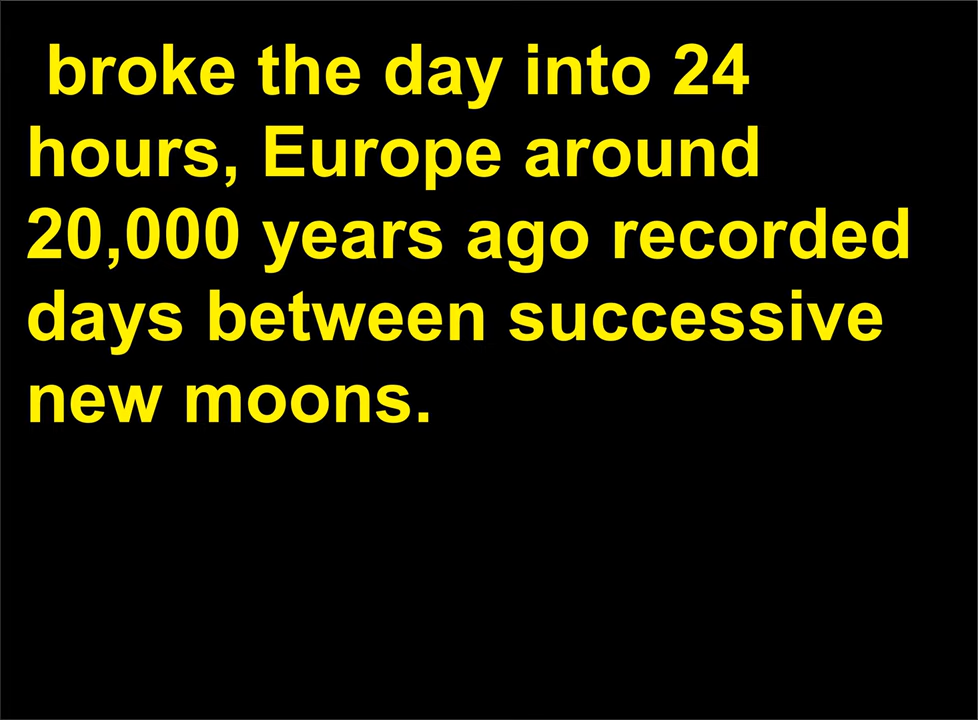 broke the day into 24
hours, Europe around
20,000 years ago recorded
days between successive
new moons.